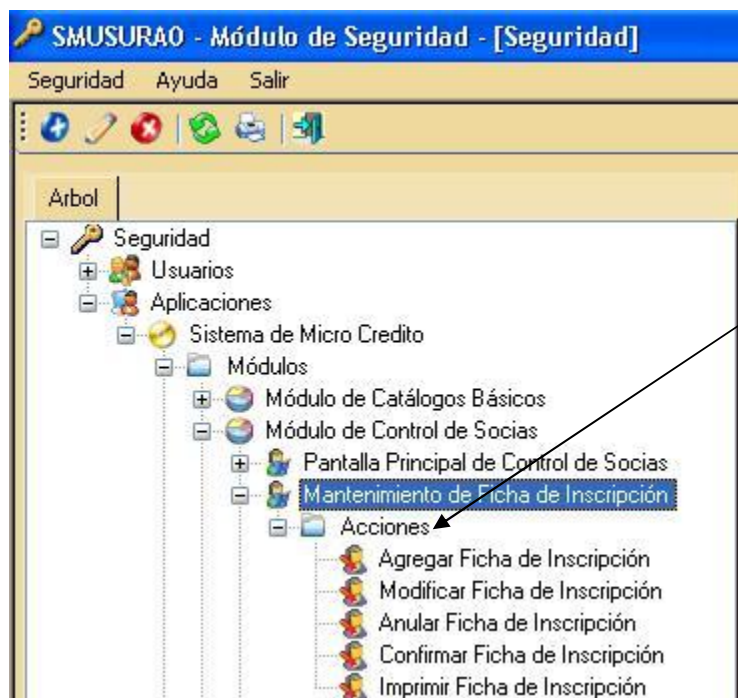 SMUSURA0 - Módulo de Seguridad - [Seguridad]
Seguridad Ayuda Salir
Arbol
Seguridad
Usuarios
Aplicaciones
Sistema de Micro Credito
Módulos
Módulo de Catálogos Básicos
Módulo de Control de Socias
Pantalla Principal de Control de Socias
Mantenimiento de Ficha de Inscripción
Acciones
Agregar Ficha de Inscripción
Modificar Ficha de Inscripción
Anular Ficha de Inscripción
Confirmar Ficha de Inscripción
Imprimir Ficha de Inscripción